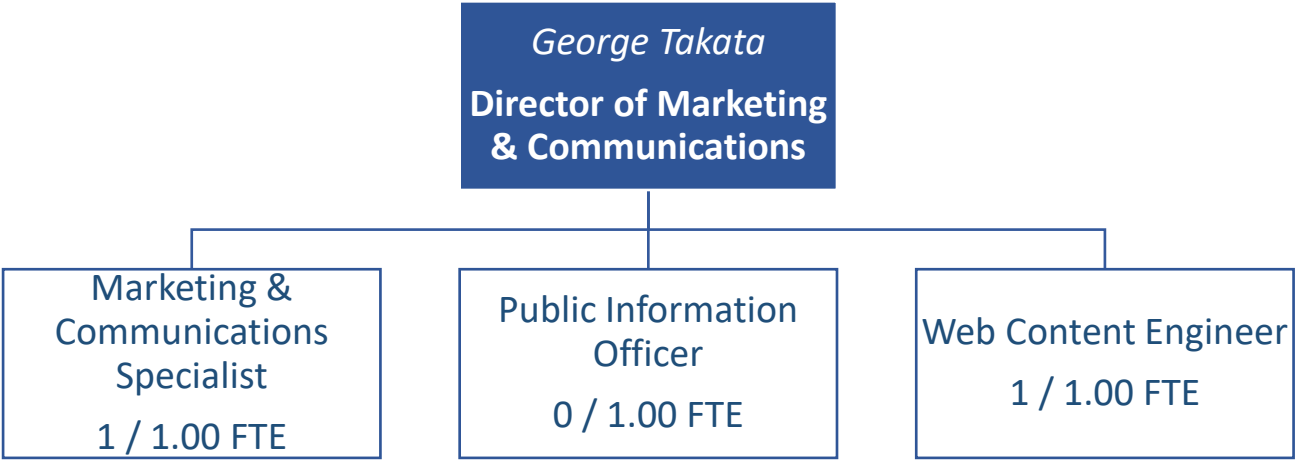 George Takata
Director of Marketing
& Communications
Marketing &
Communications
Specialist
1 / 1.00 FTE
Public Information
Officer
0 / 1.00 FTE
Web Content Engineer
1 / 1.00 FTE